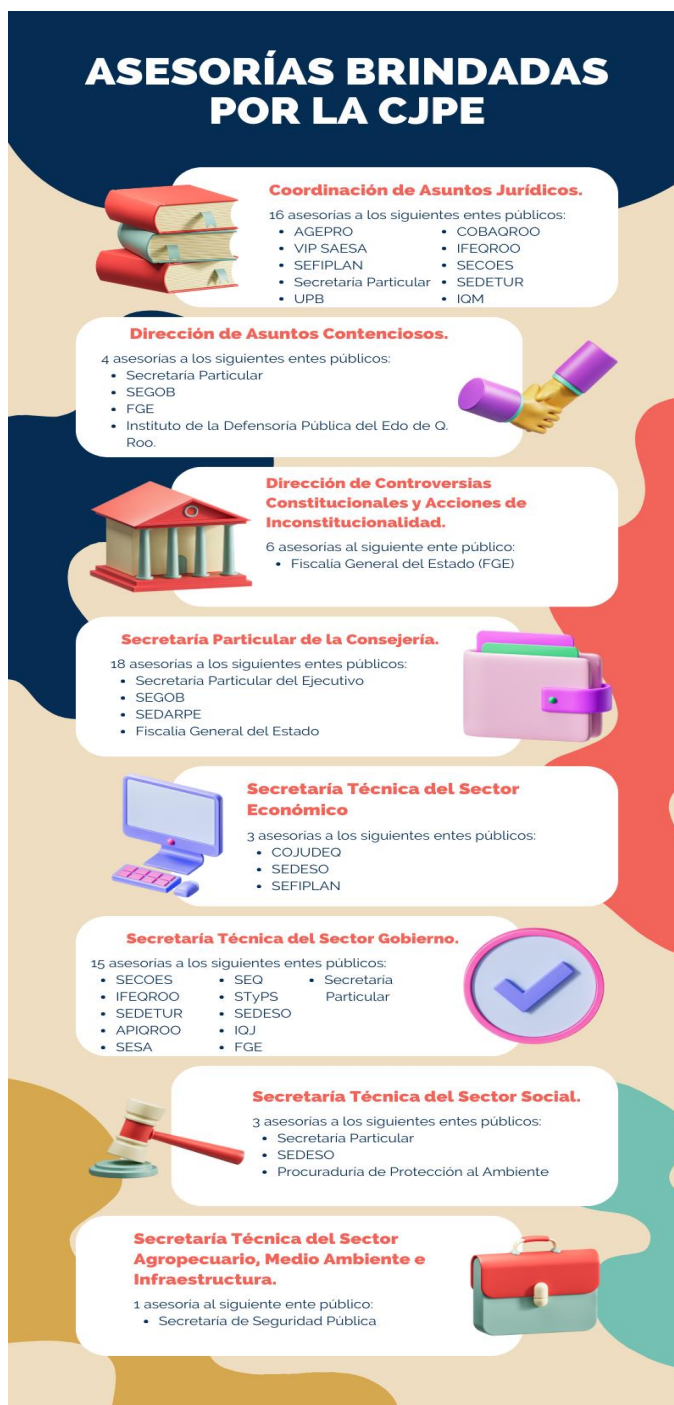 ASESORÍAS BRINDADAS
POR LA CJPE
Coordinación de Asuntos Jurídicos.
16 asesorías a los siguientes entes públicos:
• AGEPRO
• VIP SAESA
• SEFIPLAN
• Secretaría Particular
• UPB
• COBAQROO
• IFEQROO
• SECOES
• SEDETUR
• IQM
Dirección de Asuntos Contenciosos.
4 asesorías a los siguientes entes públicos:
• Secretaría Particular
• SEGOB
• FGE
• Instituto de la Defensoría Pública del Edo de Q.
Roo.
Dirección de Controversias
Constitucionales y Acciones de
Inconstitucionalidad.
6 asesorías al siguiente ente público:
• Fiscalía General del Estado (FGE)
Secretaría Particular de la Consejería.
18 asesorías a los siguientes entes públicos:
• Secretaría Particular del Ejecutivo
• SEGOB
• SEDARPE
• Fiscalía General del Estado
Secretaría Técnica del Sector
Económico
3 asesorías a los siguientes entes públicos:
• COJUDEQ
• SEDESO
• SEFIPLAN
Secretaría Técnica del Sector Gobierno.
15 asesorías a los siguientes entes públicos:
• SECOES
• IFEQROO
• SEDETUR
• APIQROO
• SESA
• SEQ
• STyPS
• SEDESO
• IQJ
• FGE
• Secretaría
Particular
Secretaría Técnica del Sector Social.
3 asesorías a los siguientes entes públicos:
• Secretaría Particular
• SEDESO
• Procuraduría de Protección al Ambiente
Secretaría Técnica del Sector
Agropecuario, Medio Ambiente e
Infraestructura.
1 asesoría al siguiente ente público:
• Secretaría de Seguridad Pública